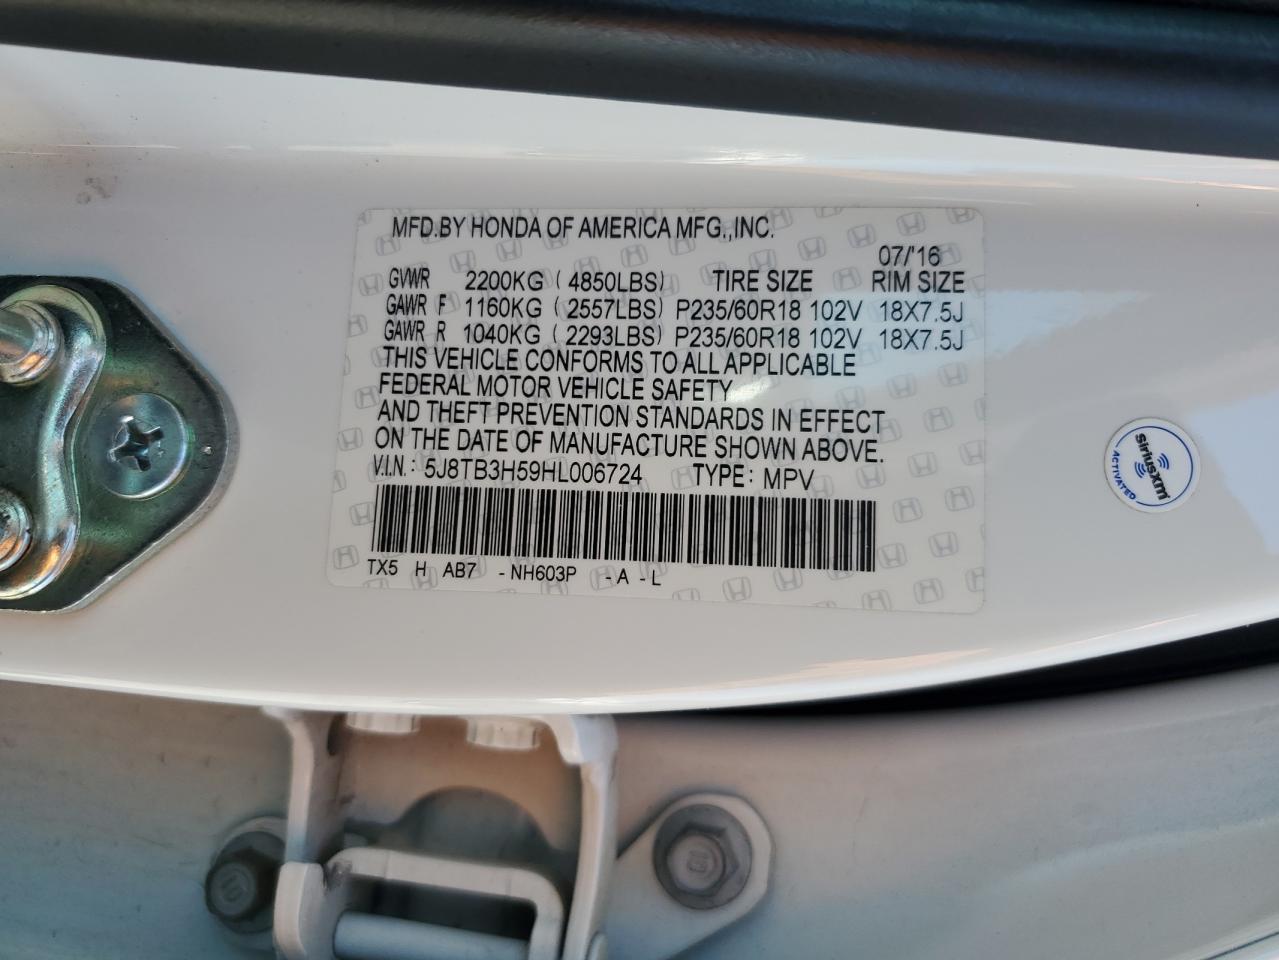 MFD.BY HONDA OF AMERICA MFG.,INC.
07/'16
GVWR 2200KG (4850LBS) TIRE SIZE RIM SIZE
GAWR F 1160KG (2557LBS) P235/60R18 102V 18X7.5J
GAWR R 1040KG (2293LBS) P235/60R18 102V 18X7.5J
THIS VEHICLE CONFORMS TO ALL APPLICABLE
FEDERAL MOTOR VEHICLE SAFETY
AND THEFT PREVENTION STANDARDS IN EFFECT
ON THE DATE OF MANUFACTURE SHOWN ABOVE.
V.I.N.: 5J8TB3H59HL006724 TYPE: MPV
TX5 H AB7 -NH603P -A -L
SiriusXm
ACTIVATED